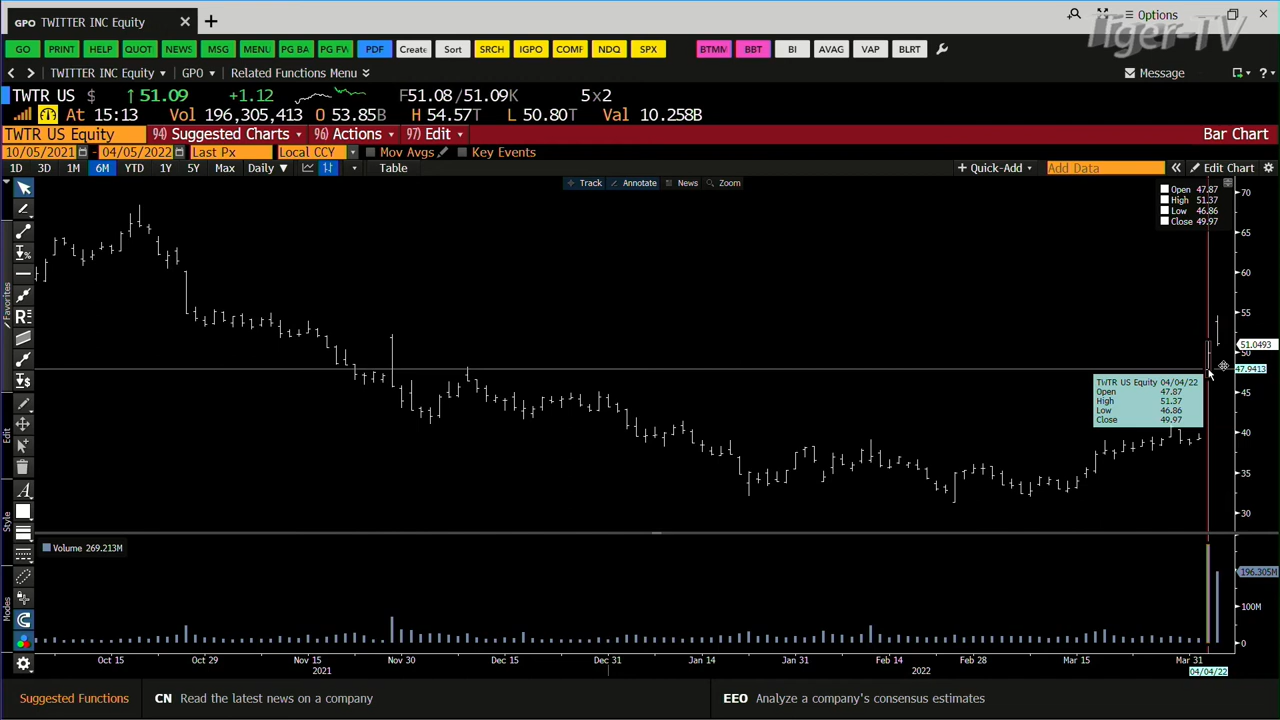 GPO TWITTER INC Equity
Options
Tiger-TV
GO PRINT HELP QUOT NEWS MSG MENU PG BA PG FW PDF Create Sort SRCH IGPO COMF NDQ SPX BTMM BBT BI AVAG VAP BLRT
TWITTER INC Equity GPO Related Functions Menu Message
TWTR US $ ↑51.09 +1.12 F51.08/51.09K 5x2
At 15:13 Vol 196,305,413 O 53.85B H 54.57T L 50.80T Val 10.258B
TWTR US Equity 94) Suggested Charts 96) Actions 97) Edit Bar Chart
10/05/2021 - 04/05/2022 Last Px Local CCY Mov Avgs Key Events
1D 3D 1M 6M YTD 1Y 5Y Max Daily ▼ Table + Quick-Add Add Data « Edit Chart
Track Annotate News Zoom
Open 47.87
High 51.37
Low 46.86
Close 49.97
70
65
60
55
51.0493
50
47.9413
45
40
35
30
TWTR US Equity 04/04/22
Open 47.87
High 51.37
Low 46.86
Close 49.97
Favorites
Edit
Style
Modes
Volume 269.213M
196.305M
100M
0
Oct 15 Oct 29 Nov 15 Nov 30 Dec 15 Dec 31 Jan 14 Jan 31 Feb 14 Feb 28 Mar 15 Mar 31
2021 2022 04/04/22
Suggested Functions CN Read the latest news on a company EEO Analyze a company's consensus estimates